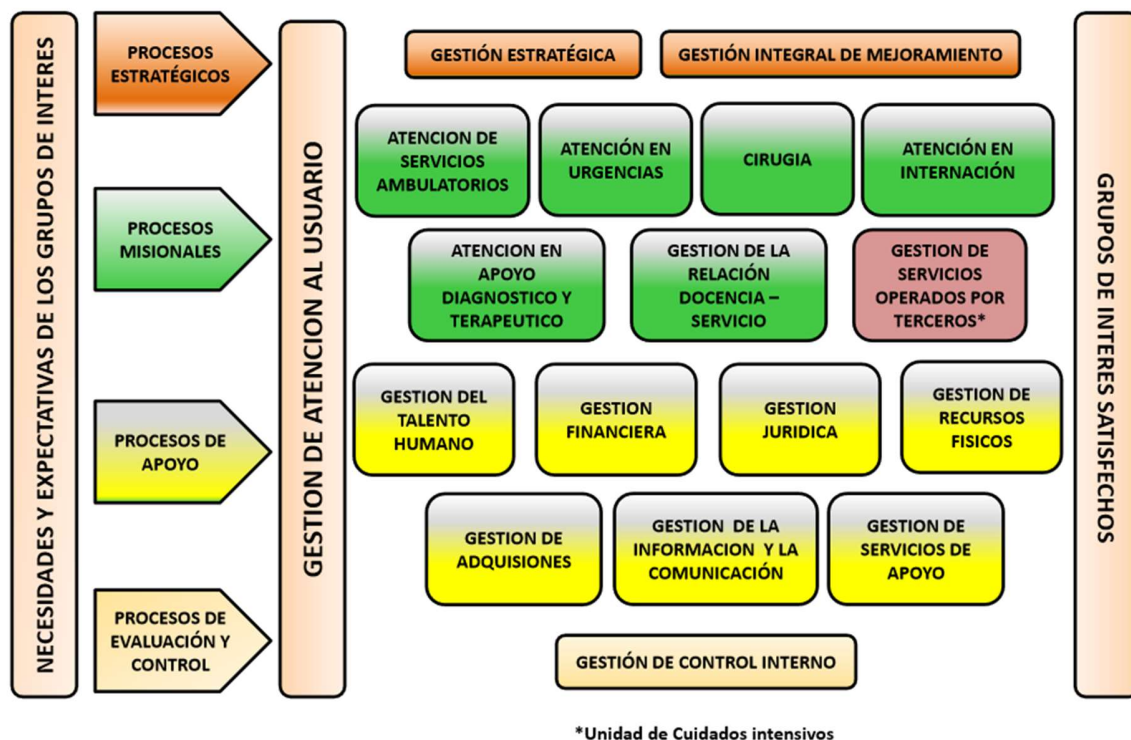 NECESIDADES Y EXPECTATIVAS DE LOS GRUPOS DE INTERES
PROCESOS
ESTRATÉGICOS
PROCESOS
MISIONALES
PROCESOS DE
APOYO
PROCESOS DE
EVALUACIÓN Y
CONTROL
GESTION DE ATENCION AL USUARIO
GESTIÓN ESTRATÉGICA
GESTIÓN INTEGRAL DE MEJORAMIENTO
ATENCION DE
SERVICIOS
AMBULATORIOS
ATENCIÓN EN
URGENCIAS
CIRUGIA
ATENCIÓN EN
INTERNACIÓN
ATENCION EN
APOYO
DIAGNOSTICO Y
TERAPEUTICO
GESTION DE LA
RELACIÓN
DOCENCIA –
SERVICIO
GESTION DE
SERVICIOS
OPERADOS POR
TERCEROS*
GESTION DEL
TALENTO
HUMANO
GESTION
FINANCIERA
GESTION
JURIDICA
GESTION DE
RECURSOS
FISICOS
GESTION DE
ADQUISIONES
GESTION DE LA
INFORMACION Y LA
COMUNICACIÓN
GESTION DE
SERVICIOS DE
APOYO
GESTIÓN DE CONTROL INTERNO
GRUPOS DE INTERES SATISFECHOS
*Unidad de Cuidados intensivos